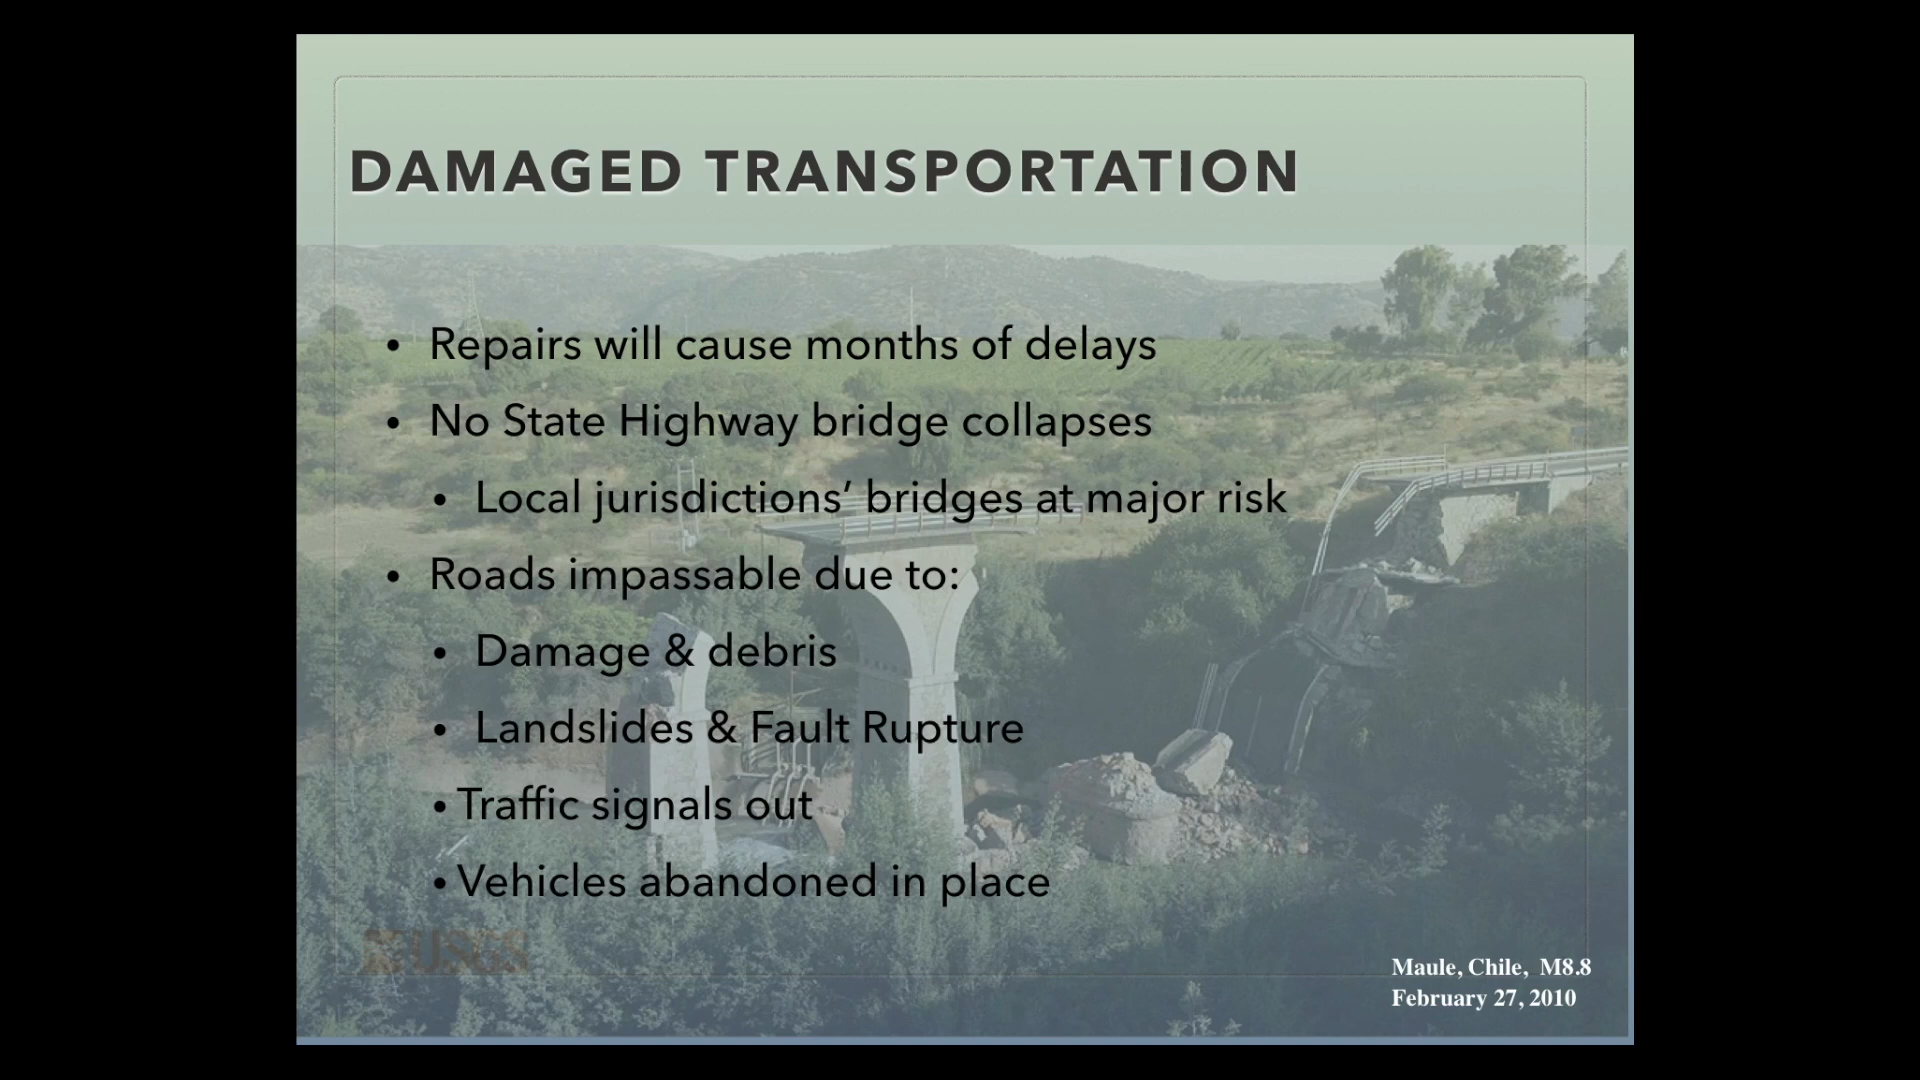 DAMAGED TRANSPORTATION
• Repairs will cause months of delays
• No State Highway bridge collapses
• Local jurisdictions’ bridges at major risk
• Roads impassable due to:
• Damage & debris
• Landslides & Fault Rupture
• Traffic signals out
• Vehicles abandoned in place
USGS
Maule, Chile, M8.8
February 27, 2010